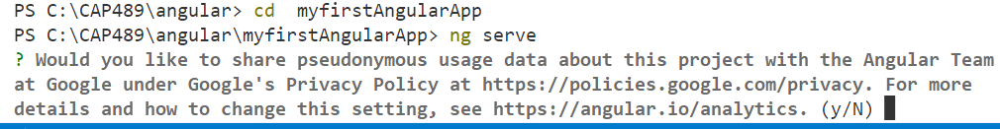 PS C:\CAP489\angular> cd  myfirstAngularApp
PS C:\CAP489\angular\myfirstAngularApp> ng serve
? Would you like to share pseudonymous usage data about this project with the Angular Team
at Google under Google's Privacy Policy at https://policies.google.com/privacy. For more
details and how to change this setting, see https://angular.io/analytics. (y/N)